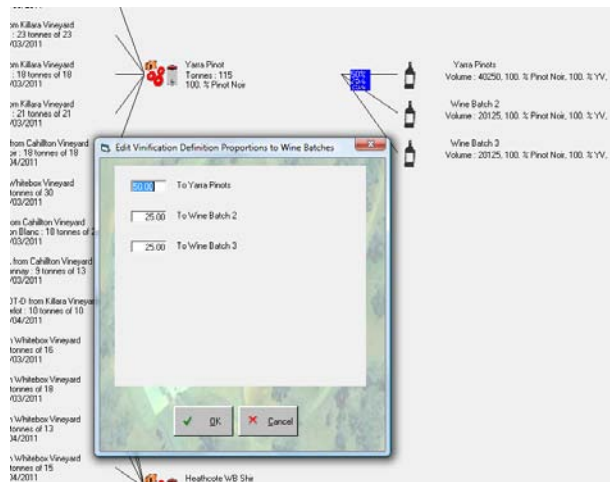 om Killara Vineyard
: 23 tonnes of 23
/03/2011
om Killara Vineyard
: 18 tonnes of 18
/03/2011
om Killara Vineyard
: 21 tonnes of 21
/03/2011
from Cahillton Vineyard
: 18 tonnes of 18
04/2011
Whitebox Vineyard
tonnes of 30
/03/2011
om Cahillton Vineyard
on Blanc : 18 tonnes of
/03/2011
from Cahillton Vineyard
nnay : 9 tonnes of 13
/03/2011
OT-D from Killara Vineyar
elot : 10 tonnes of 10
/04/2011
Whitebox Vineyard
tonnes of 16
/03/2011
Whitebox Vineyard
tonnes of 18
/03/2011
Whitebox Vineyard
tonnes of 13
04/2011
Whitebox Vineyard
tonnes of 15
04/2011
Yarra Pinot
Tonnes : 115
100. % Pinot Noir
50%
25%
25%
Yarra Pinots
Volume : 40250, 100. % Pinot Noir, 100. % YV,
Wine Batch 2
Volume : 20125, 100. % Pinot Noir, 100. % YV,
Wine Batch 3
Volume : 20125, 100. % Pinot Noir, 100. % YV,
Edit Vinification Definition Proportions to Wine Batches
50.00 To Yarra Pinots
25.00 To Wine Batch 2
25.00 To Wine Batch 3
OK
Cancel
Heathcote WB Shir